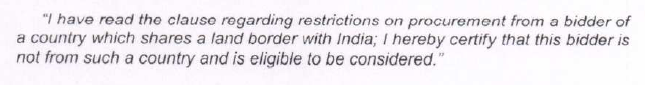 "I have read the clause regarding restrictions on procurement from a bidder of
a country which shares a land border with India; I hereby certify that this bidder is
not from such a country and is eligible to be considered."